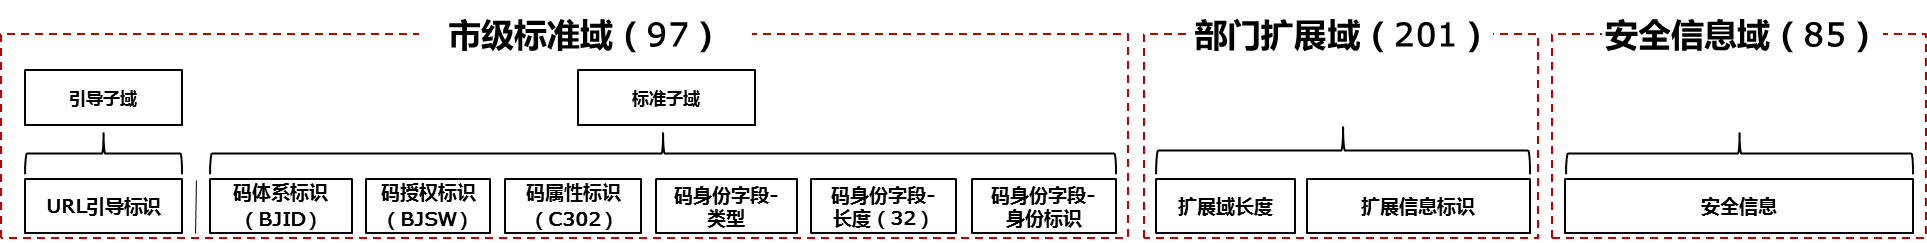 市级标准域（97）
部门扩展域（201）
安全信息域（85）
引导子域
标准子域
URL引导标识
码体系标识
（BJID）
码授权标识
（BJSW）
码属性标识
（C302）
码身份字段-
类型
码身份字段-
长度（32）
码身份字段-
身份标识
扩展域长度
扩展信息标识
安全信息